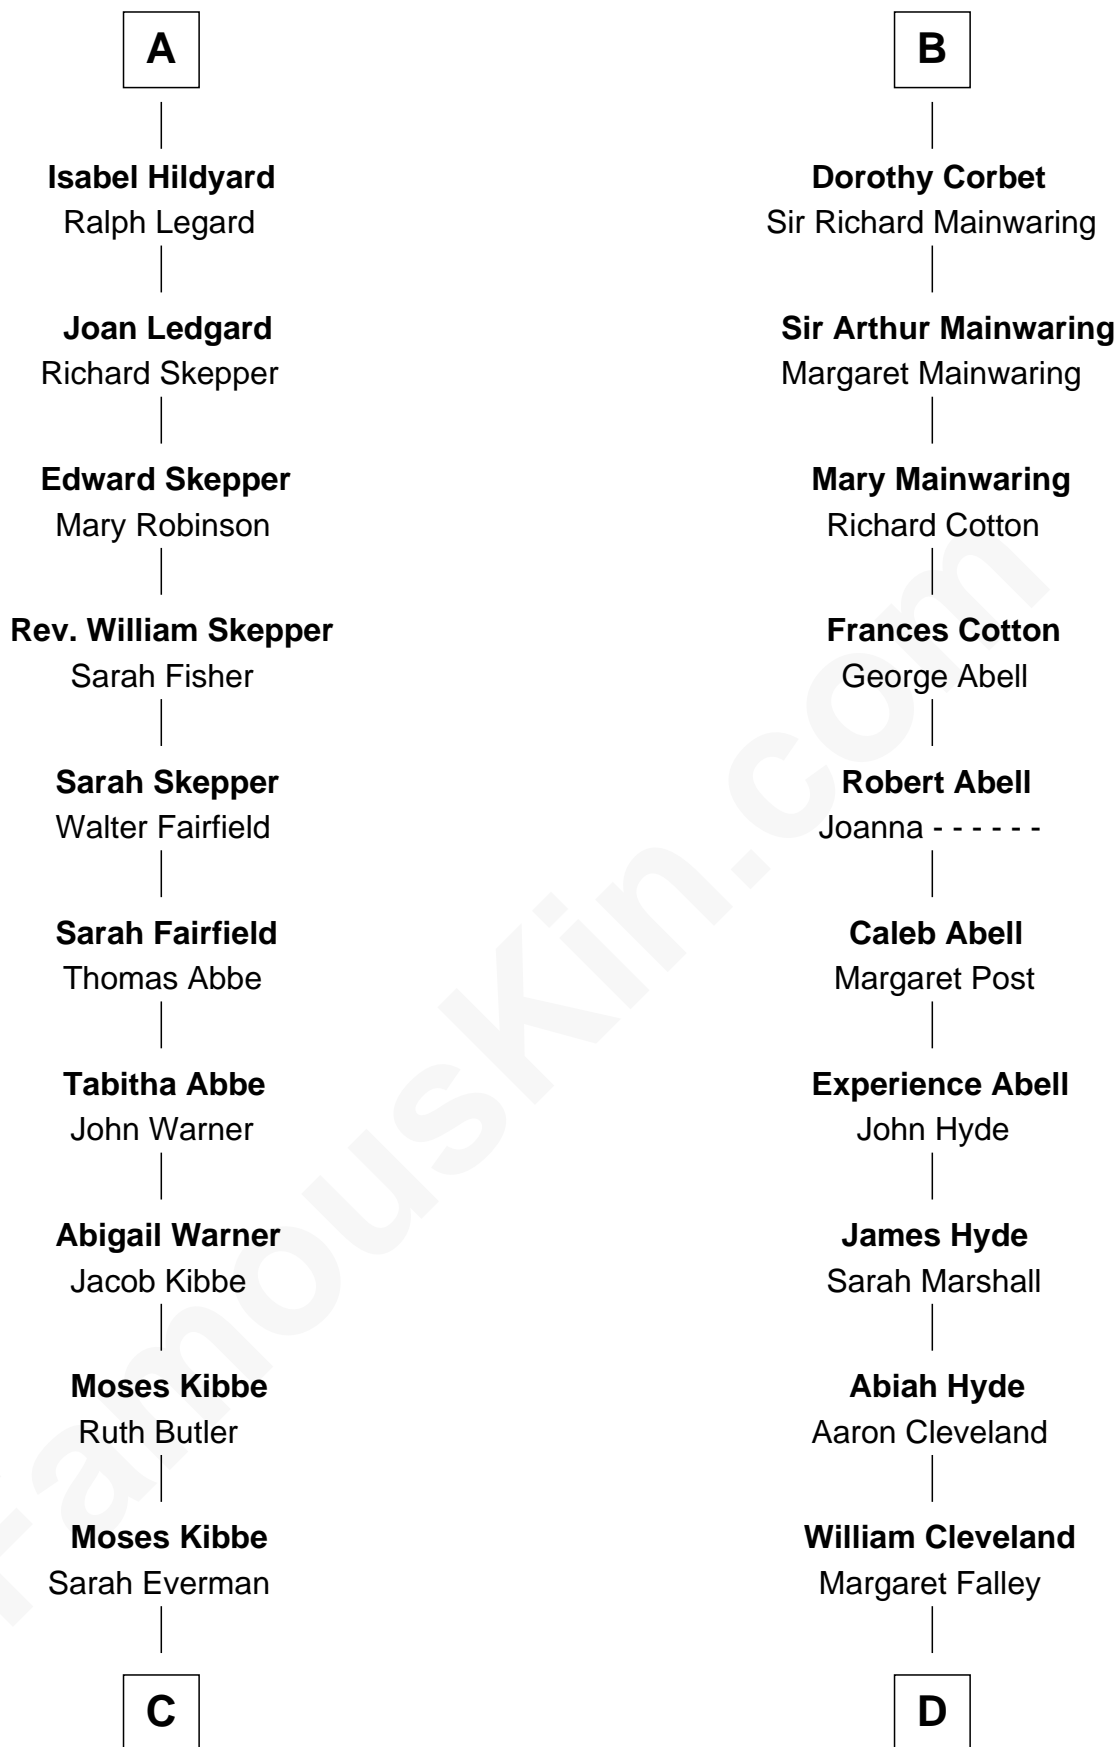 A
Isabel Hildyard
Ralph Legard
Joan Ledgard
Richard Skepper
Edward Skepper
Mary Robinson
Rev. William Skepper
Sarah Fisher
Sarah Skepper
Walter Fairfield
Sarah Fairfield
Thomas Abbe
Tabitha Abbe
John Warner
Abigail Warner
Jacob Kibbe
Moses Kibbe
Ruth Butler
Moses Kibbe
Sarah Everman
C
B
Dorothy Corbet
Sir Richard Mainwaring
Sir Arthur Mainwaring
Margaret Mainwaring
Mary Mainwaring
Richard Cotton
Frances Cotton
George Abell
Robert Abell
Joanna - - - - - -
Caleb Abell
Margaret Post
Experience Abell
John Hyde
James Hyde
Sarah Marshall
Abiah Hyde
Aaron Cleveland
William Cleveland
Margaret Falley
D
FamousKin.com